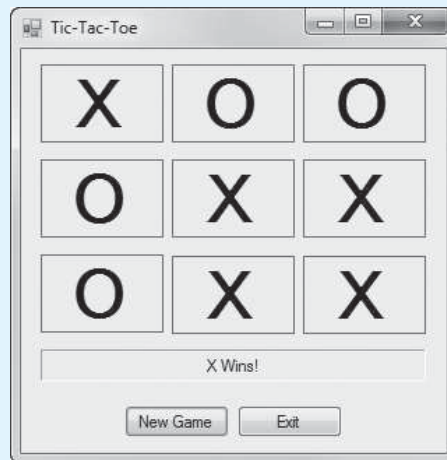 Tic-Tac-Toe
X O O
O X X
O X X
X Wins!
New Game Exit